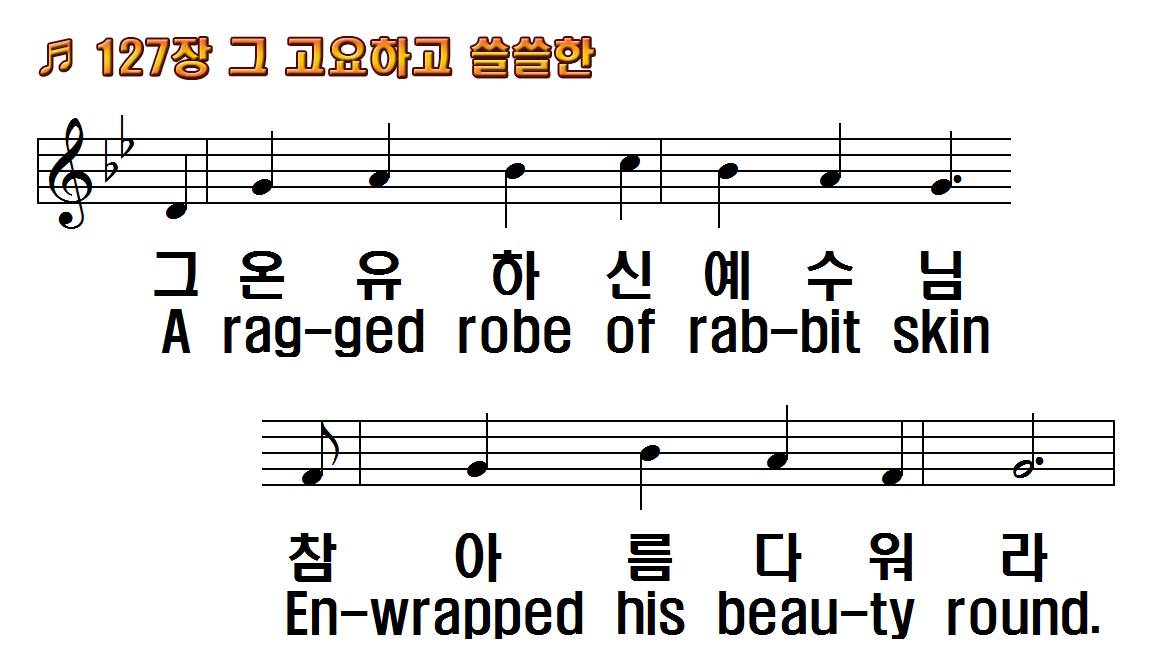 127장 그 고요하고 쓸쓸한
그 온 유 하 신 예 수 님
A rag-ged robe of rab-bit skin
참 아 름 다 워 라
En-wrapped his beau-ty round.